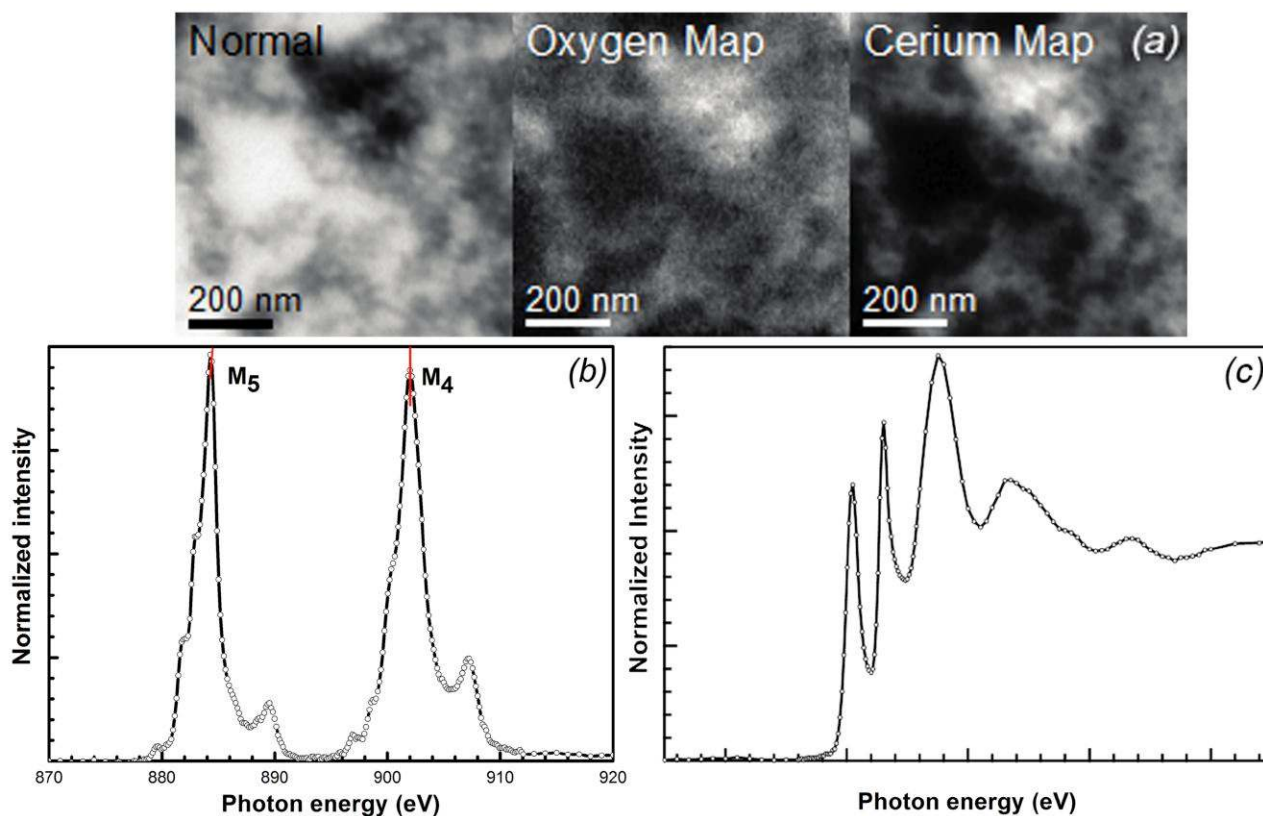 Normal
Oxygen Map
Cerium Map
(a)
200 nm
200 nm
200 nm
M5
M4
(b)
Normalized intensity
870
880
890
900
910
920
Photon energy (eV)
(c)
Normalized Intensity
Photon energy (eV)